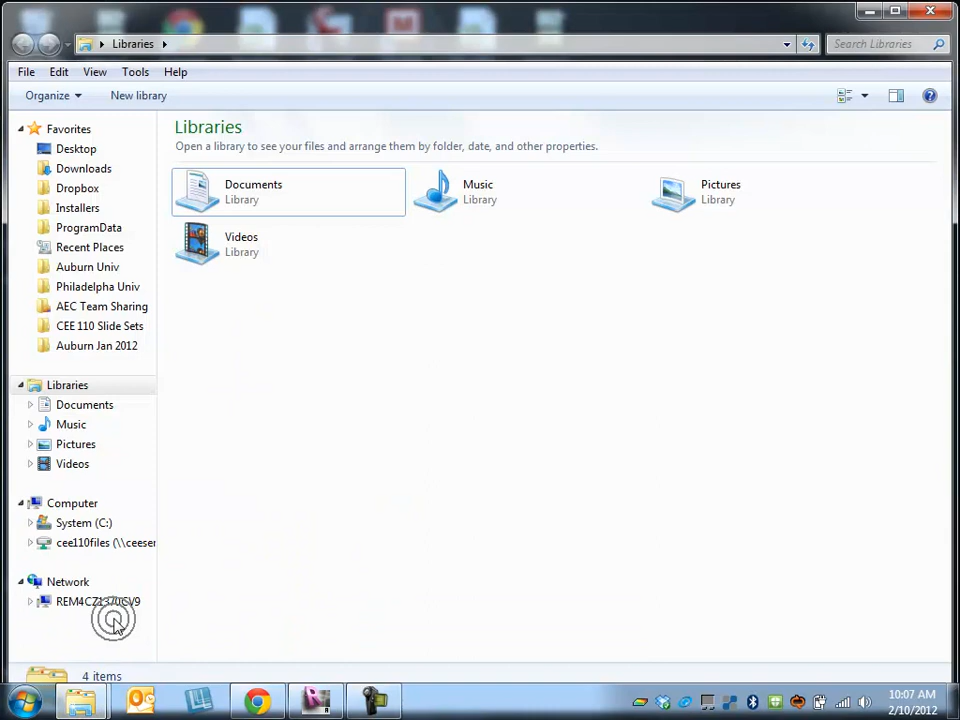 Libraries
Search Libraries
File Edit View Tools Help
Organize New library
Favorites
Desktop
Downloads
Dropbox
Installers
ProgramData
Recent Places
Auburn Univ
Philadelpha Univ
AEC Team Sharing
CEE 110 Slide Sets
Auburn Jan 2012
Libraries
Documents
Music
Pictures
Videos
Computer
System (C:)
cee110files (\\ceeser
Network
REM4CZ1370GV9
Libraries
Open a library to see your files and arrange them by folder, date, and other properties.
Documents
Library
Music
Library
Pictures
Library
Videos
Library
4 items
10:07 AM
2/10/2012